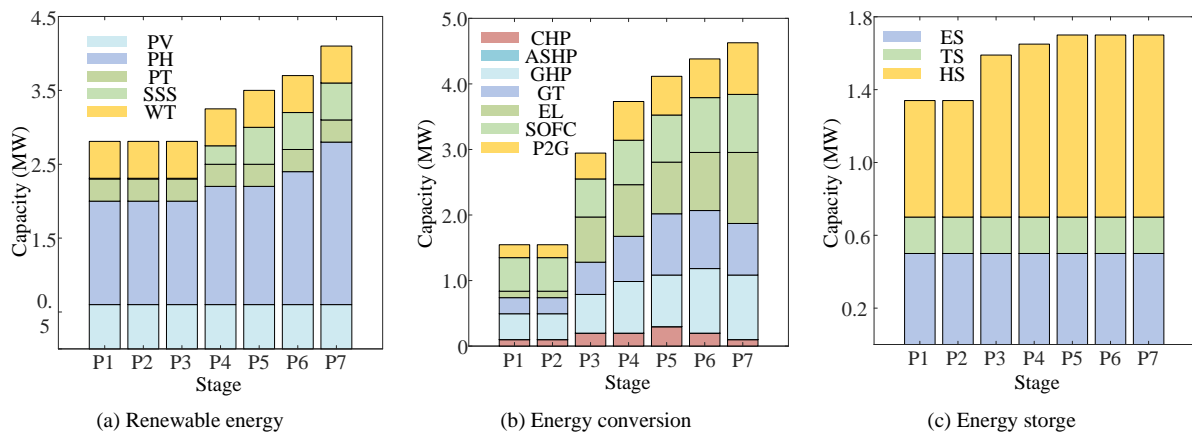 4.5
3.5
2.5
1.5
0.
5
Capacity (MW)
PV
PH
PT
SSS
WT
P1 P2 P3 P4 P5 P6 P7
Stage
(a) Renewable energy
5.0
4.0
3.0
2.0
1.0
0
Capacity (MW)
CHP
ASHP
GHP
GT
EL
SOFC
P2G
P1 P2 P3 P4 P5 P6 P7
Stage
(b) Energy conversion
1.8
1.4
1.0
0.6
0.2
Capacity (MW)
ES
TS
HS
P1 P2 P3 P4 P5 P6 P7
Stage
(c) Energy storge